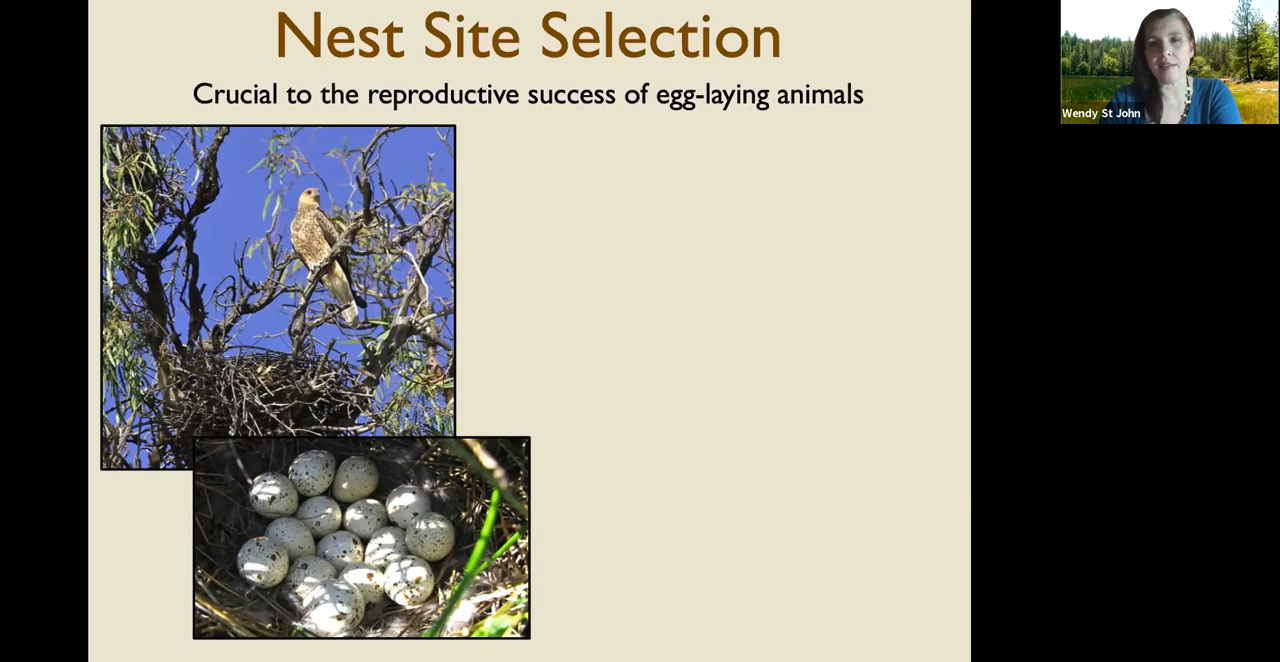 Nest Site Selection
Crucial to the reproductive success of egg-laying animals
Wendy St John